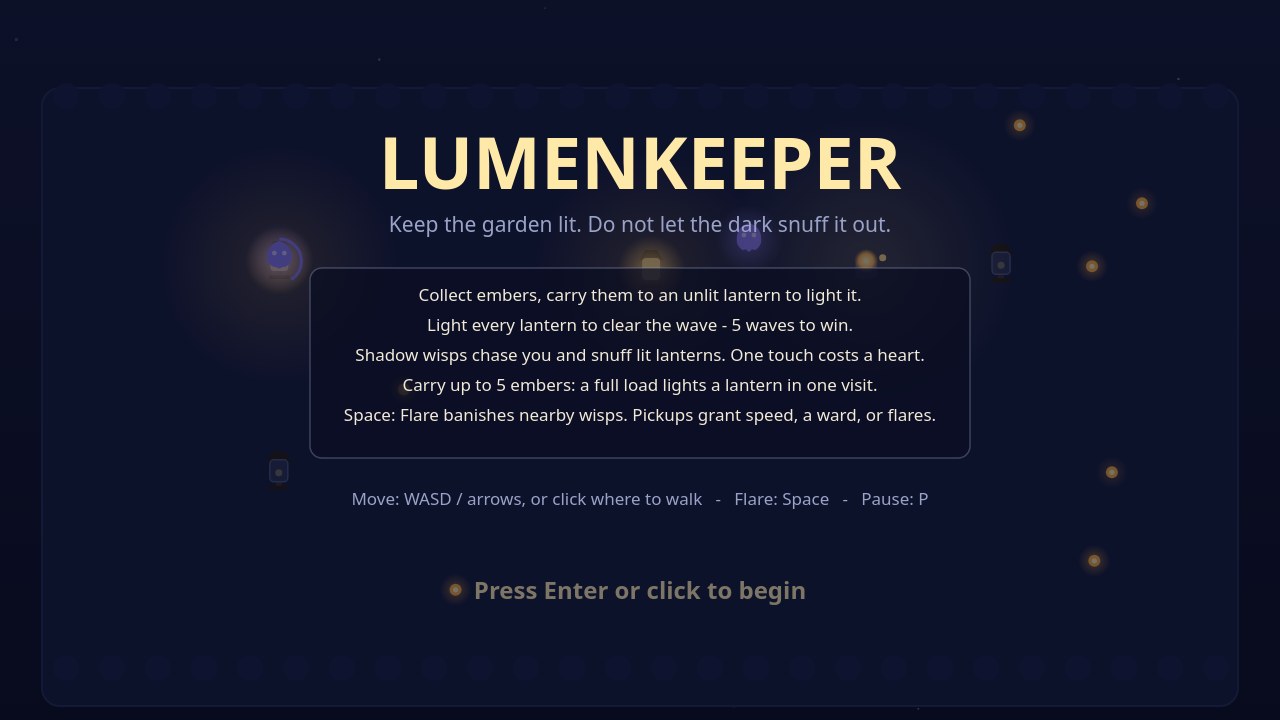 LUMENKEEPER
Keep the garden lit. Do not let the dark snuff it out.
Collect embers, carry them to an unlit lantern to light it.
Light every lantern to clear the wave - 5 waves to win.
Shadow wisps chase you and snuff lit lanterns. One touch costs a heart.
Carry up to 5 embers: a full load lights a lantern in one visit.
Space: Flare banishes nearby wisps. Pickups grant speed, a ward, or flares.
Move: WASD / arrows, or click where to walk - Flare: Space - Pause: P
Press Enter or click to begin